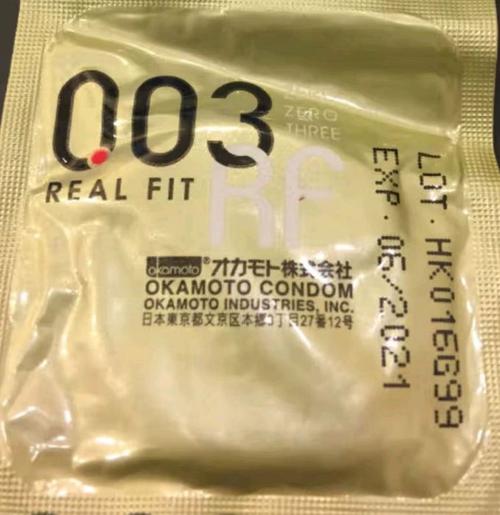 0.03
ZERO
ZERO
THREE
REAL FIT
RF
okamoto® オカモト株式会社
OKAMOTO CONDOM
OKAMOTO INDUSTRIES, INC.
日本東京都文京区本郷3丁目27番12号
LOT. HK016G99
EXP. 06/2021